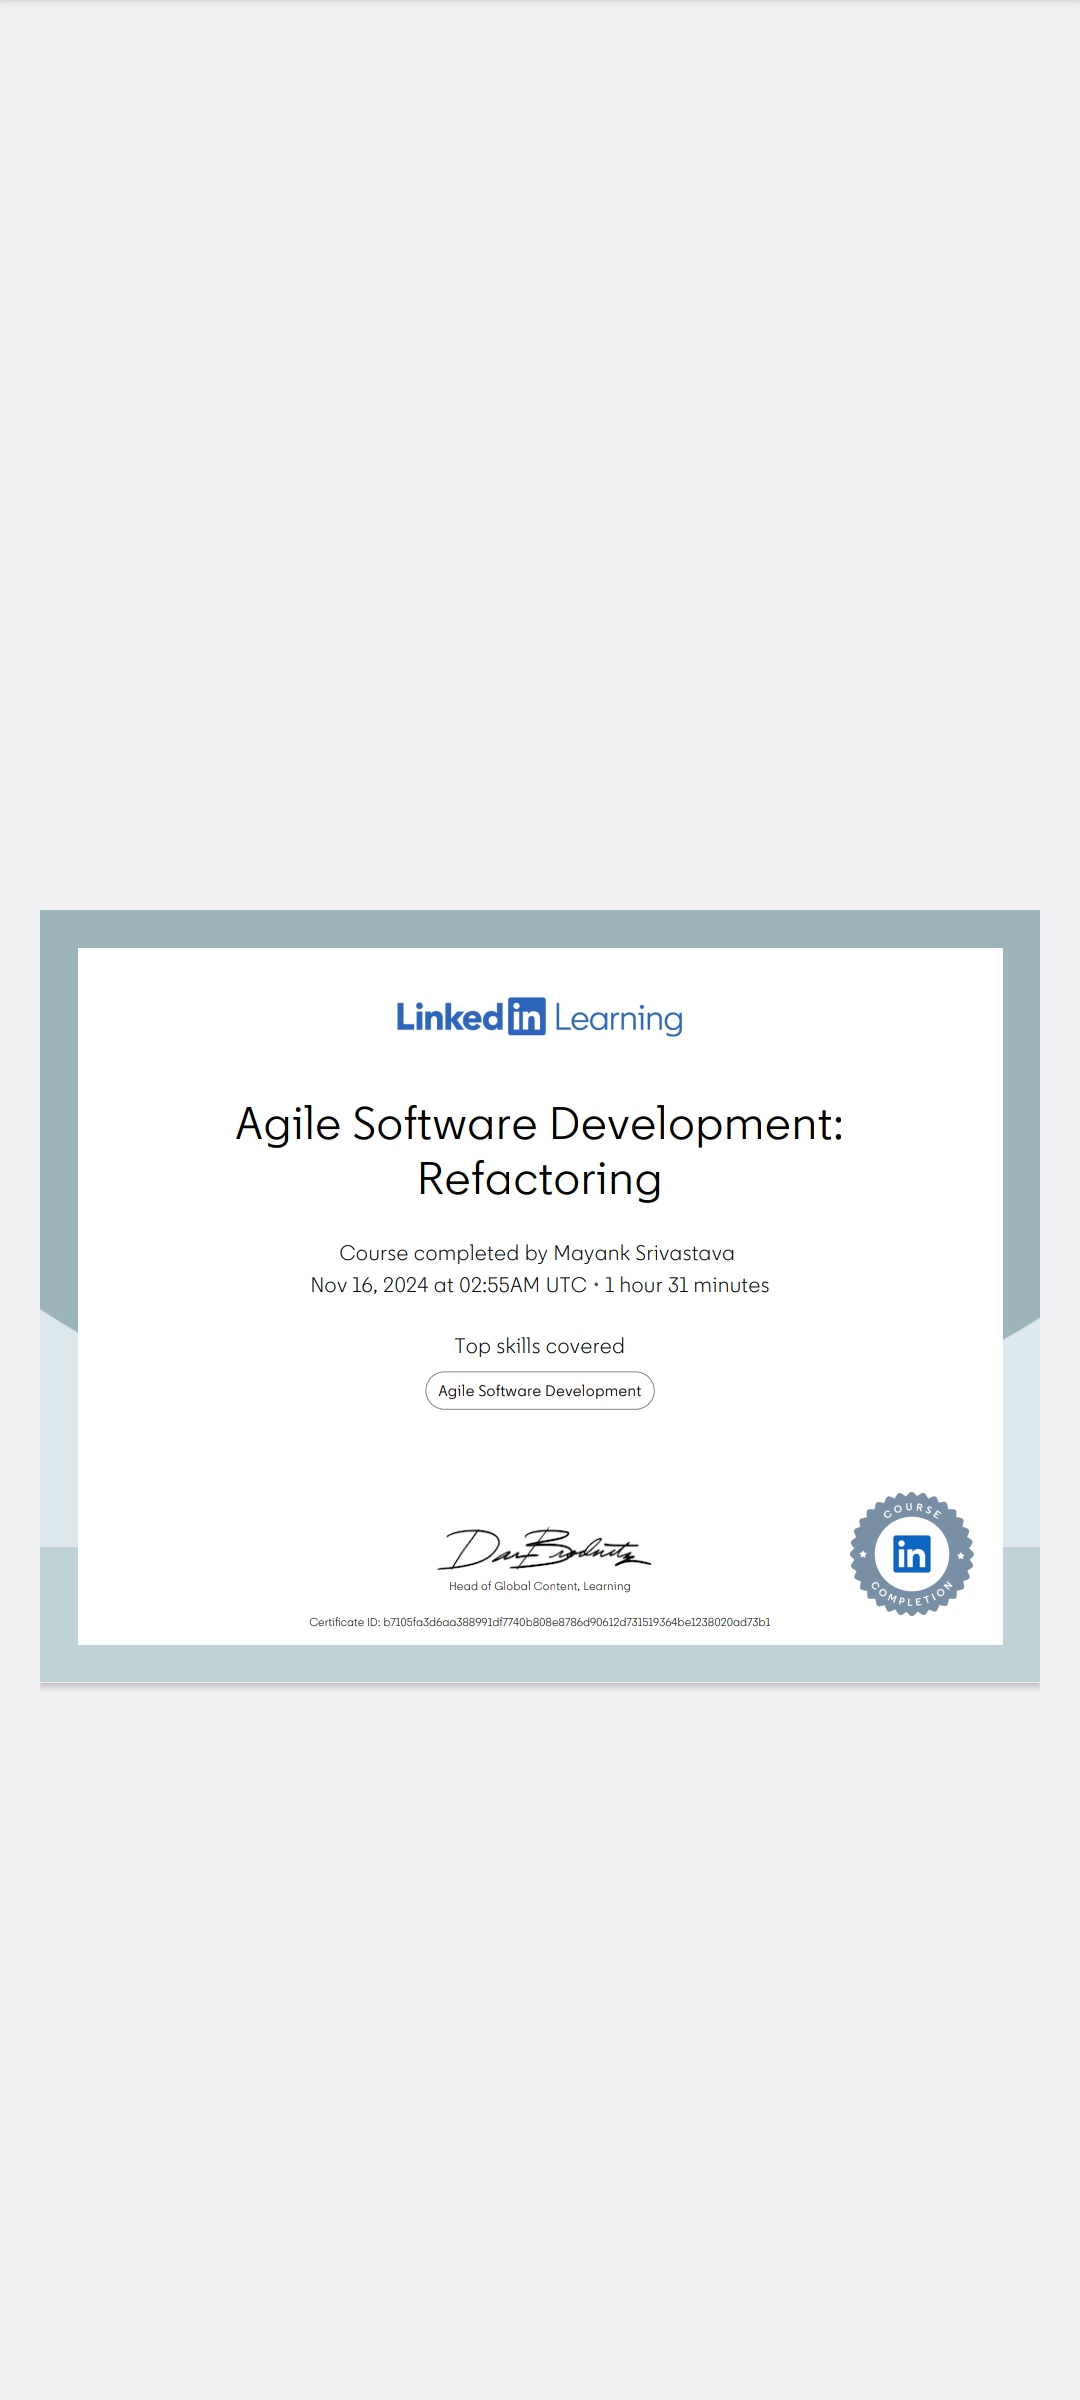 LinkedIn Learning
Agile Software Development:
Refactoring
Course completed by Mayank Srivastava
Nov 16, 2024 at 02:55AM UTC • 1 hour 31 minutes
Top skills covered
Agile Software Development
Dan Brodnitz
Head of Global Content, Learning
COURSE
in
COMPLETION
Certificate ID: b7105fa3d6aa388991df7740b808e8786d90612d731519364be1238020ad73b1